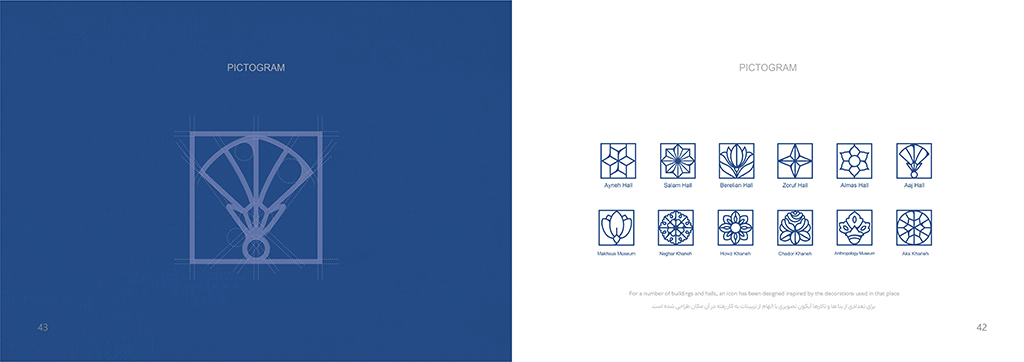 PICTOGRAM
43
PICTOGRAM
Ayneh Hall
Salam Hall
Berelian Hall
Zoruf Hall
Almas Hall
Aaj Hall
Makhsus Museum
Neghar Khaneh
Howz Khaneh
Chador Khaneh
Anthropology Museum
Aks Khaneh
For a number of buildings and halls, an icon has been designed inspired by the decorations used in that place
برای تعدادی از بنا ها و تالارها آیکون تصویری با الهام از تزیینات به کار رفته در آن مکان طراحی شده است
42